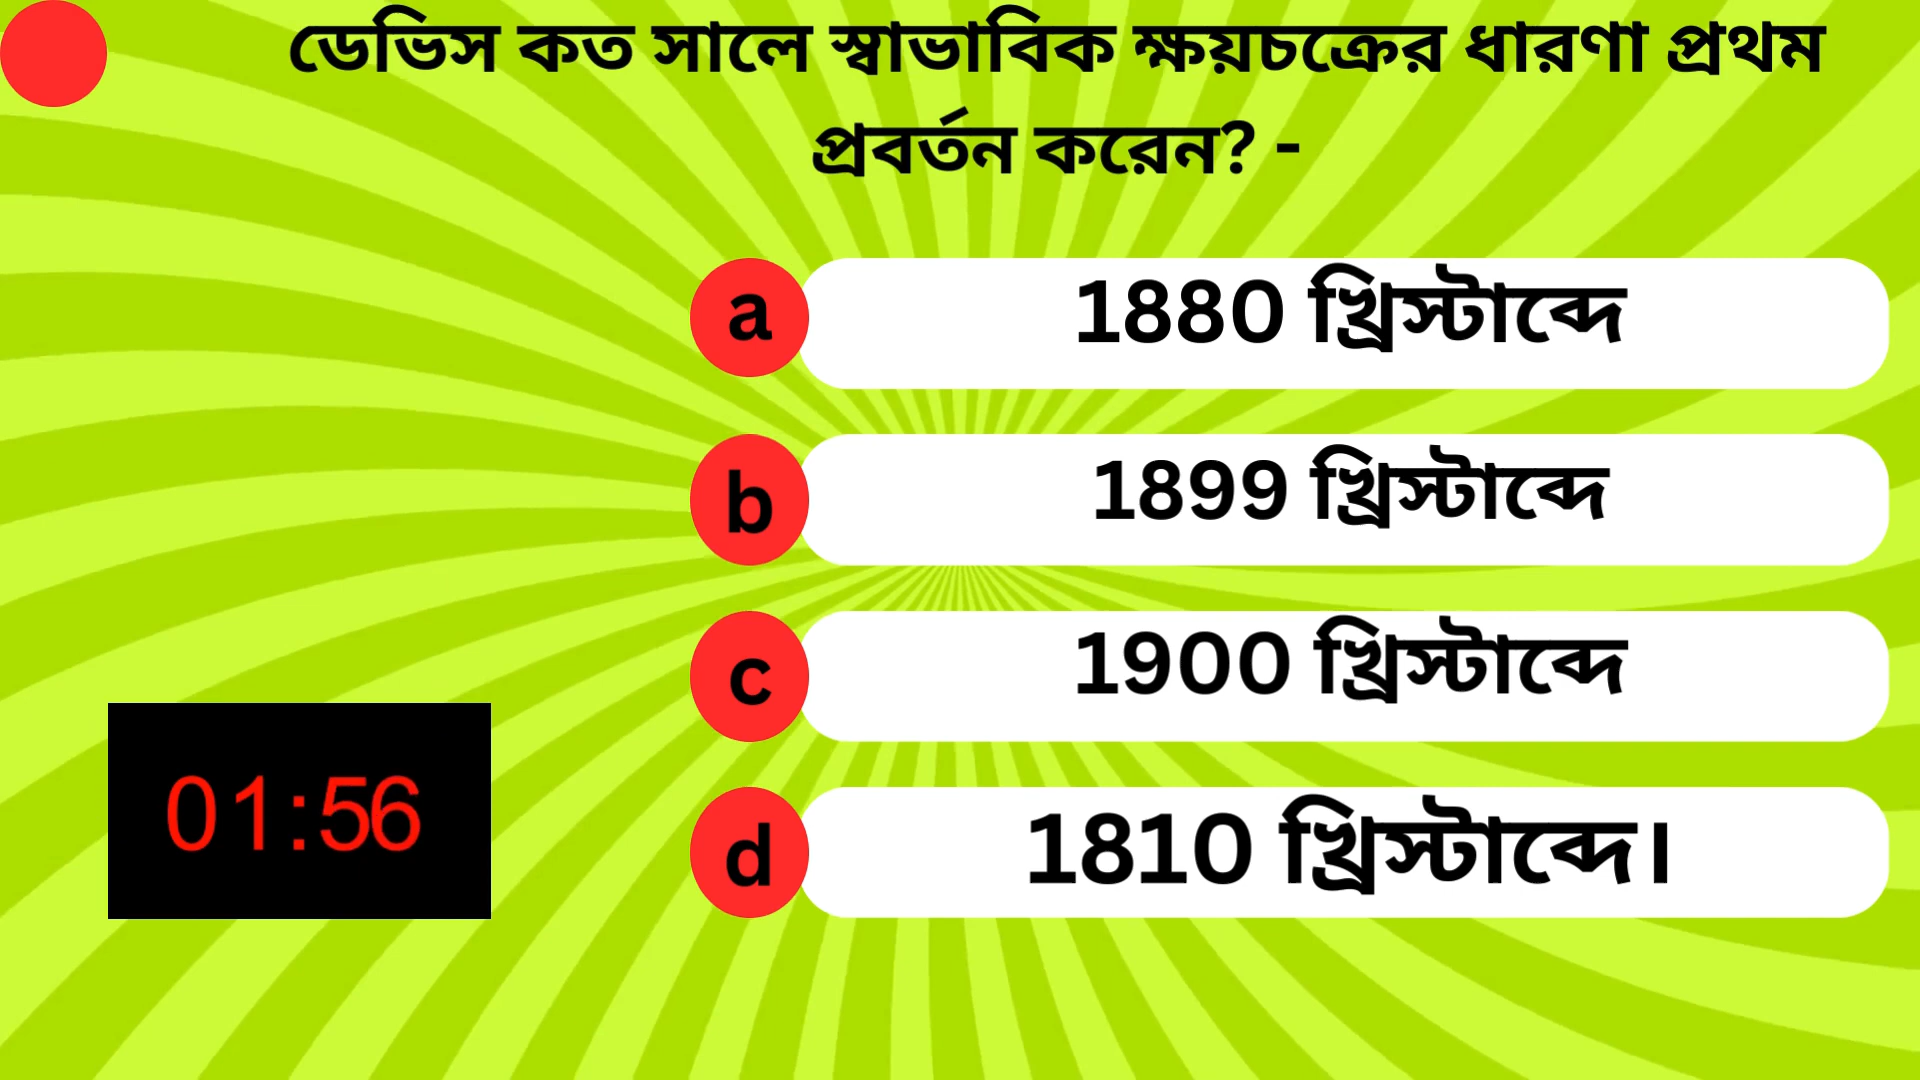 ডেভিস কত সালে স্বাভাবিক ক্ষয়চক্রের ধারণা প্রথম
প্রবর্তন করেন? -
a 1880 খ্রিস্টাব্দে
b 1899 খ্রিস্টাব্দে
c 1900 খ্রিস্টাব্দে
d 1810 খ্রিস্টাব্দে।
01:56